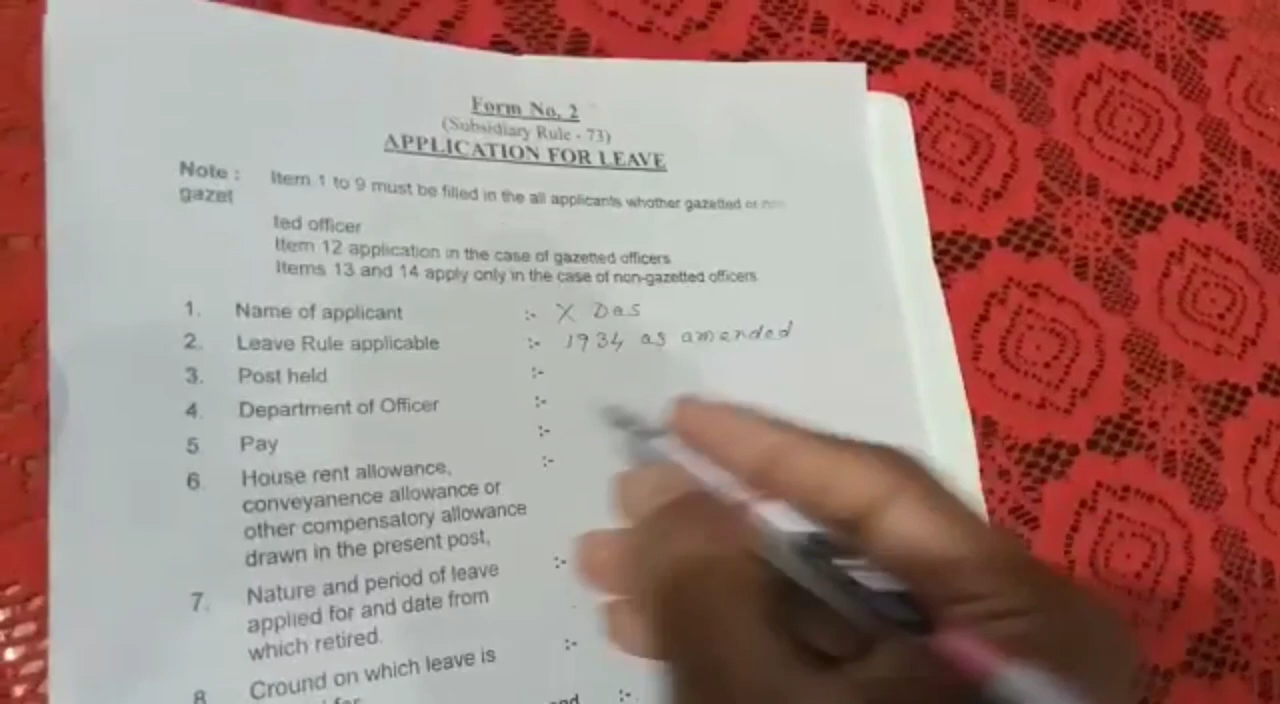 Form No. 2
(Subsidiary Rule - 73)
APPLICATION FOR LEAVE
Note : Item 1 to 9 must be filled in the all applicants whother gazetted or non
gazet
ted officer
Item 12 application in the case of gazetted officers
Items 13 and 14 apply only in the case of non-gazetted officers
1. Name of applicant :- X Das
2. Leave Rule applicable :- 1934 as amended
3. Post held :-
4. Department of Officer :-
5 Pay :-
6. House rent allowance, :-
conveyanence allowance or
other compensatory allowance
drawn in the present post,
7. Nature and period of leave :-
applied for and date from
which retired.
8 Cround on which leave is :-
for
and :-